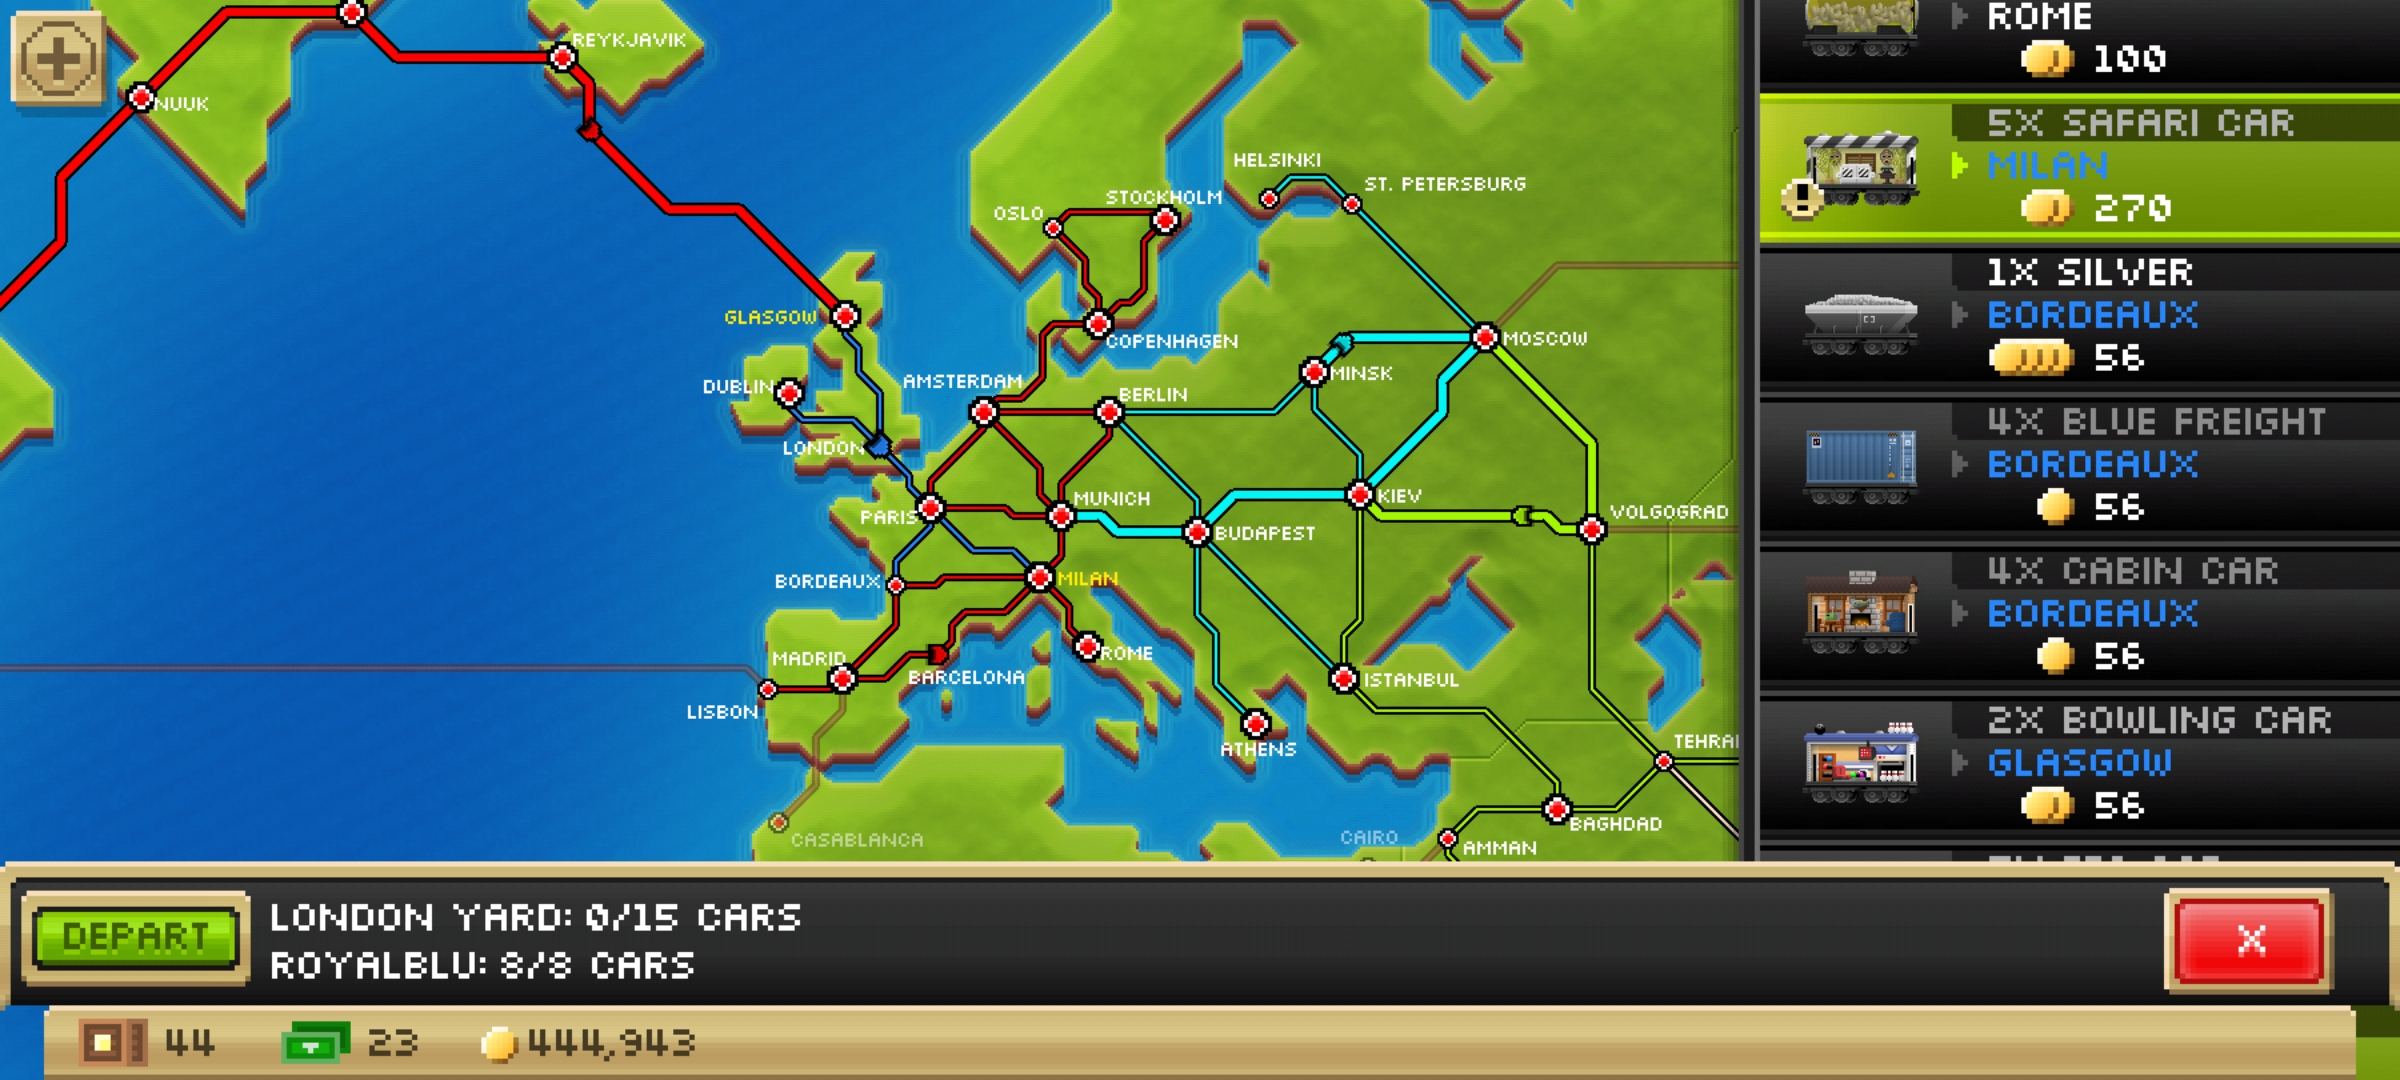 REYKJAVIK
NUUK
HELSINKI
ST. PETERSBURG
STOCKHOLM
OSLO
GLASGOW
COPENHAGEN
MOSCOW
MINSK
AMSTERDAM
DUBLIN
BERLIN
LONDON
MUNICH
KIEV
PARIS
VOLGOGRAD
BUDAPEST
BORDEAUX
MILAN
MADRID
ROME
BARCELONA
ISTANBUL
LISBON
ATHENS
CASABLANCA
CAIRO
BAGHDAD
AMMAN
ROME
100
5X SAFARI CAR
MILAN
270
1X SILVER
BORDEAUX
56
4X BLUE FREIGHT
BORDEAUX
56
4X CABIN CAR
BORDEAUX
56
2X BOWLING CAR
GLASGOW
56
DEPART
LONDON YARD: 0/15 CARS
ROYALBLU: 8/8 CARS
X
44
23
444,943